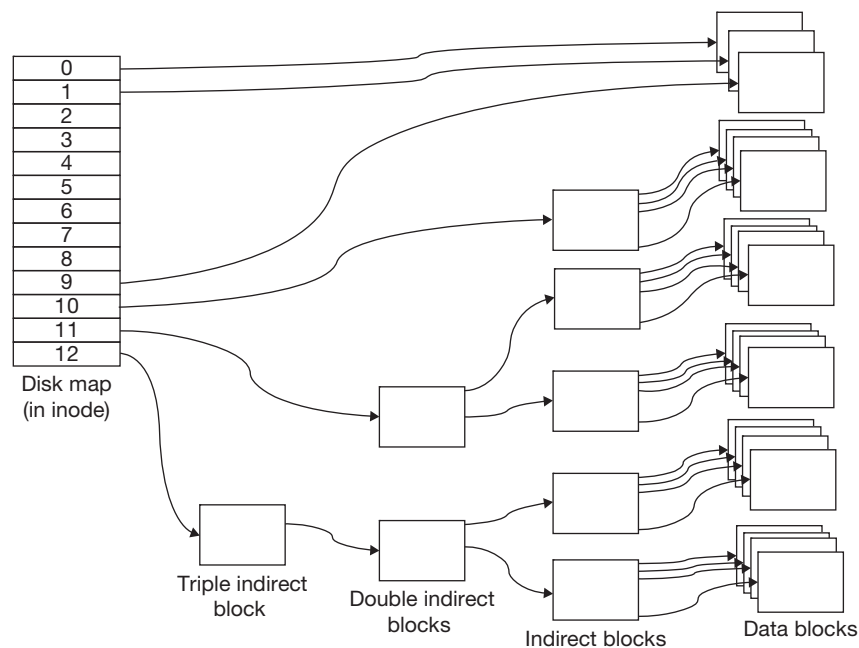 0
1
2
3
4
5
6
7
8
9
10
11
12
Disk map
(in inode)
Triple indirect
block
Double indirect
blocks
Indirect blocks
Data blocks